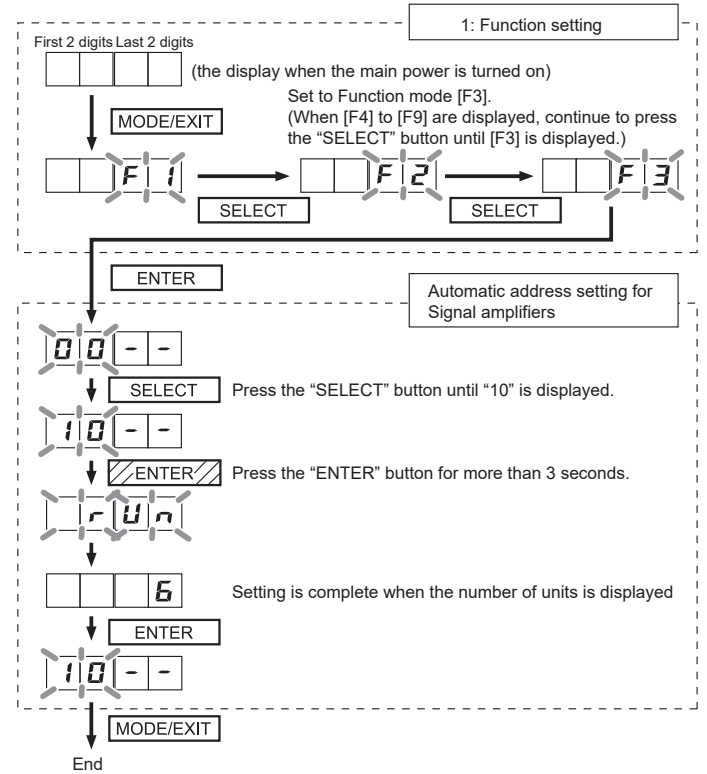 1: Function setting
First 2 digits Last 2 digits
(the display when the main power is turned on)
Set to Function mode [F3].
MODE/EXIT
(When [F4] to [F9] are displayed, continue to press
the “SELECT” button until [F3] is displayed.)
F 1
F 2
F 3
SELECT
SELECT
ENTER
Automatic address setting for
Signal amplifiers
0 0 - -
SELECT
Press the “SELECT” button until “10” is displayed.
1 0 - -
ENTER
Press the “ENTER” button for more than 3 seconds.
r U n
6
Setting is complete when the number of units is displayed
ENTER
1 0 - -
MODE/EXIT
End